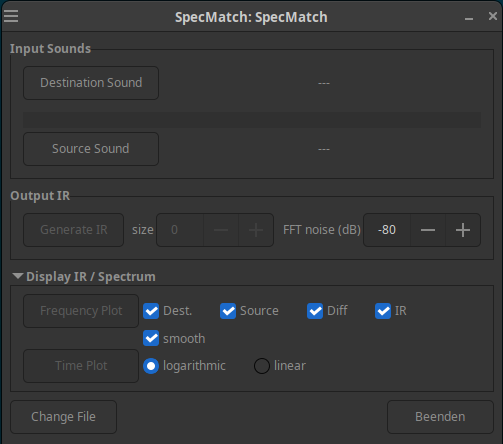 SpecMatch: SpecMatch
Input Sounds
Destination Sound ---
Source Sound ---
Output IR
Generate IR size 0 FFT noise (dB) -80
Display IR / Spectrum
Frequency Plot Dest. Source Diff IR
smooth
Time Plot logarithmic linear
Change File Beenden